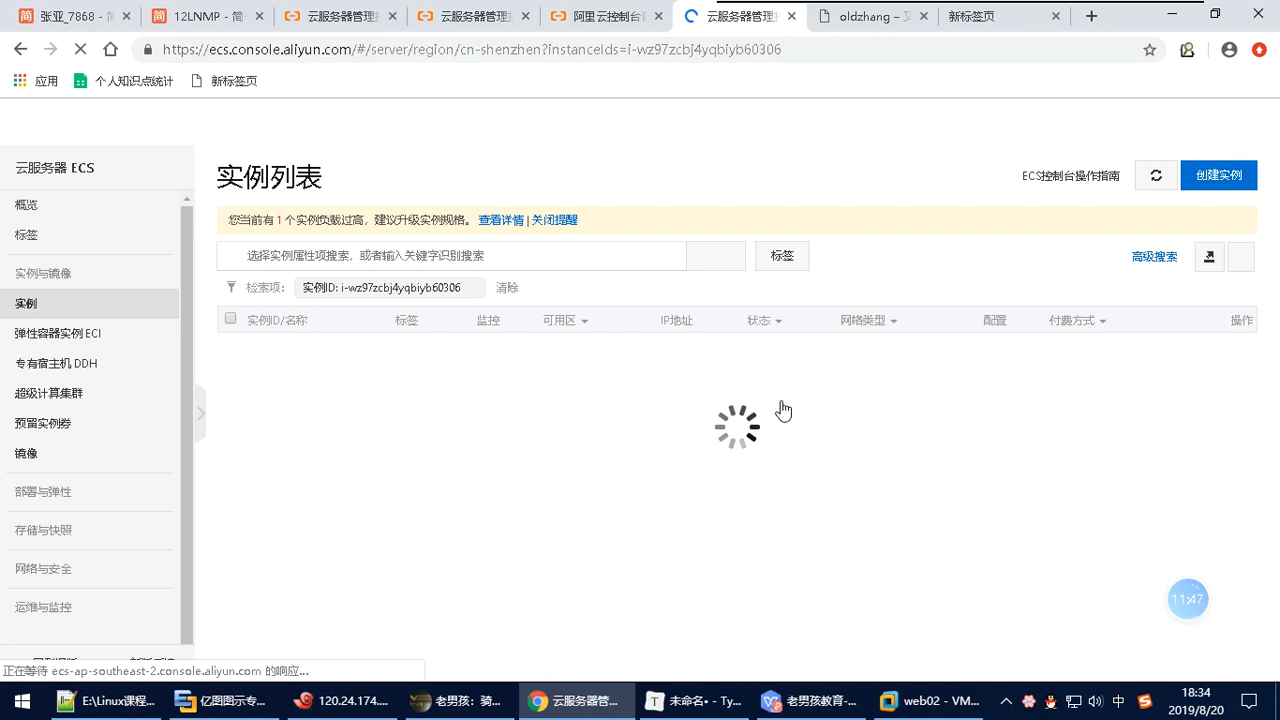 张亚_7868 - 简
12LNMP - 简
云服务器管理
云服务器管理
阿里云控制台
云服务器管理
oldzhang –
新标签页
https://ecs.console.aliyun.com/#/server/region/cn-shenzhen?instanceIds=i-wz97zcbj4yqbiyb60306
应用
个人知识点统计
新标签页
云服务器 ECS
概览
标签
实例与镜像
实例
弹性容器实例 ECI
专有宿主机 DDH
超级计算集群
预留实例券
镜像
部署与弹性
存储与快照
网络与安全
运维与监控
实例列表
ECS控制台操作指南
创建实例
您当前有 1 个实例负载过高，建议升级实例规格。 查看详情 | 关闭提醒
选择实例属性项搜索，或者输入关键字识别搜索
标签
高级搜索
检索项:
实例ID: i-wz97zcbj4yqbiyb60306
清除
实例ID/名称 标签 监控 可用区 IP地址 状态 网络类型 配置 付费方式 操作
11:47
正在等待 ecs-ap-southeast-2.console.aliyun.com 的响应...
E:\Linux课程...
亿图图示专...
120.24.174....
老男孩：骑...
云服务器管...
未命名• - Ty...
老男孩教育-...
web02 - VM...
中
18:34
2019/8/20